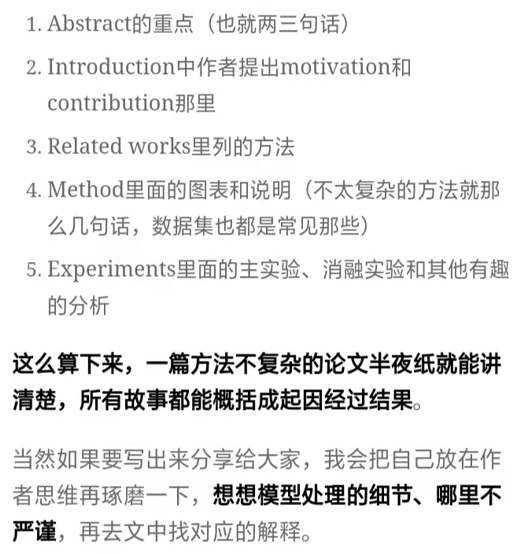 1. Abstract的重点（也就两三句话）
2. Introduction中作者提出motivation和
contribution那里
3. Related works里列的方法
4. Method里面的图表和说明（不太复杂的方法就那
么几句话，数据集也都是常见那些）
5. Experiments里面的主实验、消融实验和其他有趣
的分析
这么算下来，一篇方法不复杂的论文半夜纸就能讲
清楚，所有故事都能概括成起因经过结果。
当然如果要写出来分享给大家，我会把自己放在作
者思维再琢磨一下，想想模型处理的细节、哪里不
严谨，再去文中找对应的解释。